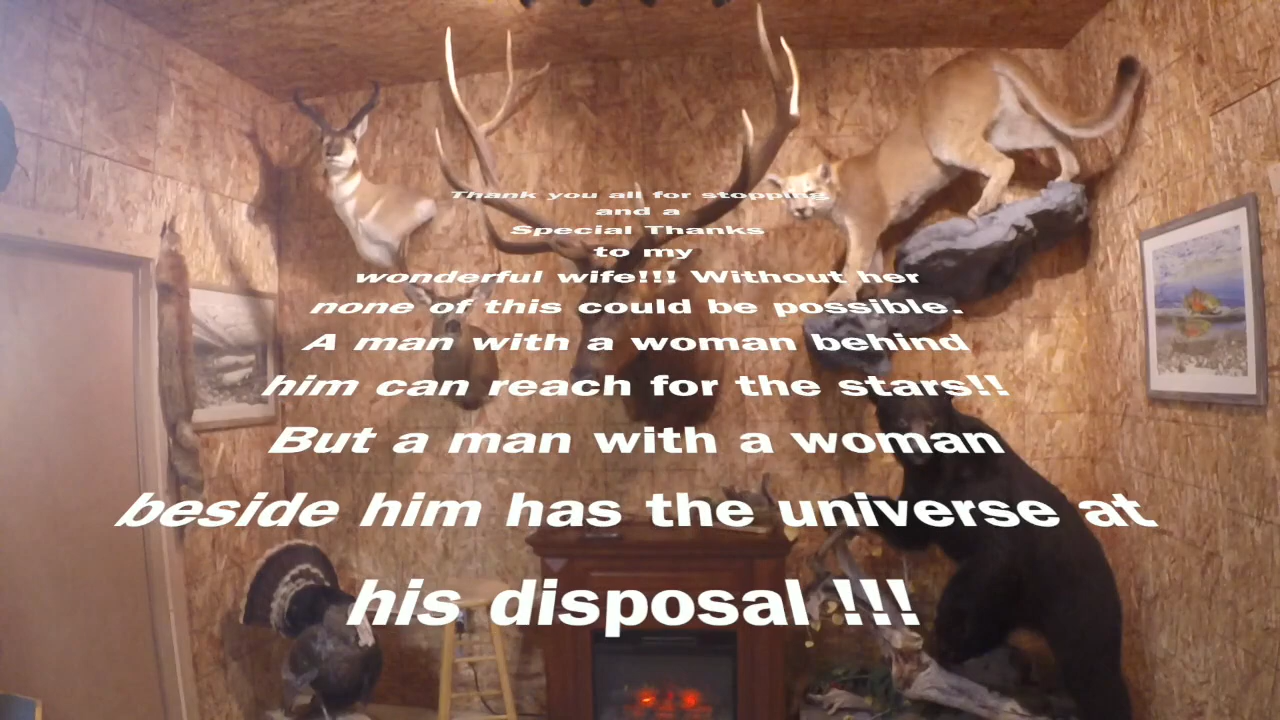 Thank you all for stopping
and a
Special Thanks
to my
wonderful wife!!! Without her
none of this could be possible.
A man with a woman behind
him can reach for the stars!!
But a man with a woman
beside him has the universe at
his disposal !!!